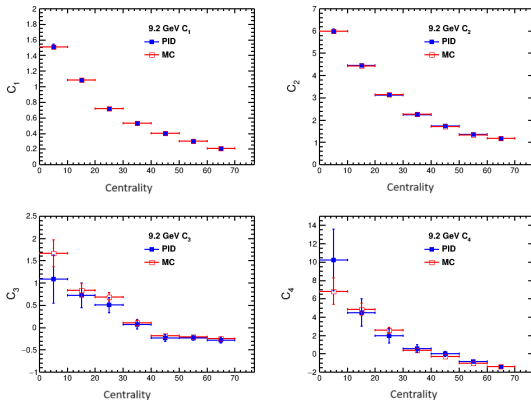 9.2 GeV C₁
PID
MC
C₁
2
1.8
1.6
1.4
1.2
1
0.8
0.6
0.4
0.2
0
0 10 20 30 40 50 60 70
Centrality
9.2 GeV C₂
PID
MC
C₂
7
6
5
4
3
2
1
0
0 10 20 30 40 50 60 70
Centrality
9.2 GeV C₃
PID
MC
C₃
2.5
2
1.5
1
0.5
0
−0.5
−1
0 10 20 30 40 50 60 70
Centrality
9.2 GeV C₄
PID
MC
C₄
14
12
10
8
6
4
2
0
−2
0 10 20 30 40 50 60 70
Centrality